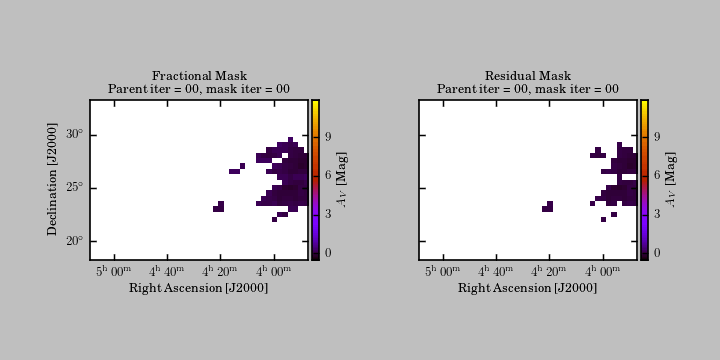 Fractional Mask
Parent iter = 00, mask iter = 00
Declination [J2000]
30°
25°
20°
5ʰ 00ᵐ 4ʰ 40ᵐ 4ʰ 20ᵐ 4ʰ 00ᵐ
Right Ascension [J2000]
9
6
3
0
A_V [Mag]
Residual Mask
Parent iter = 00, mask iter = 00
5ʰ 00ᵐ 4ʰ 40ᵐ 4ʰ 20ᵐ 4ʰ 00ᵐ
Right Ascension [J2000]
9
6
3
0
A_V [Mag]